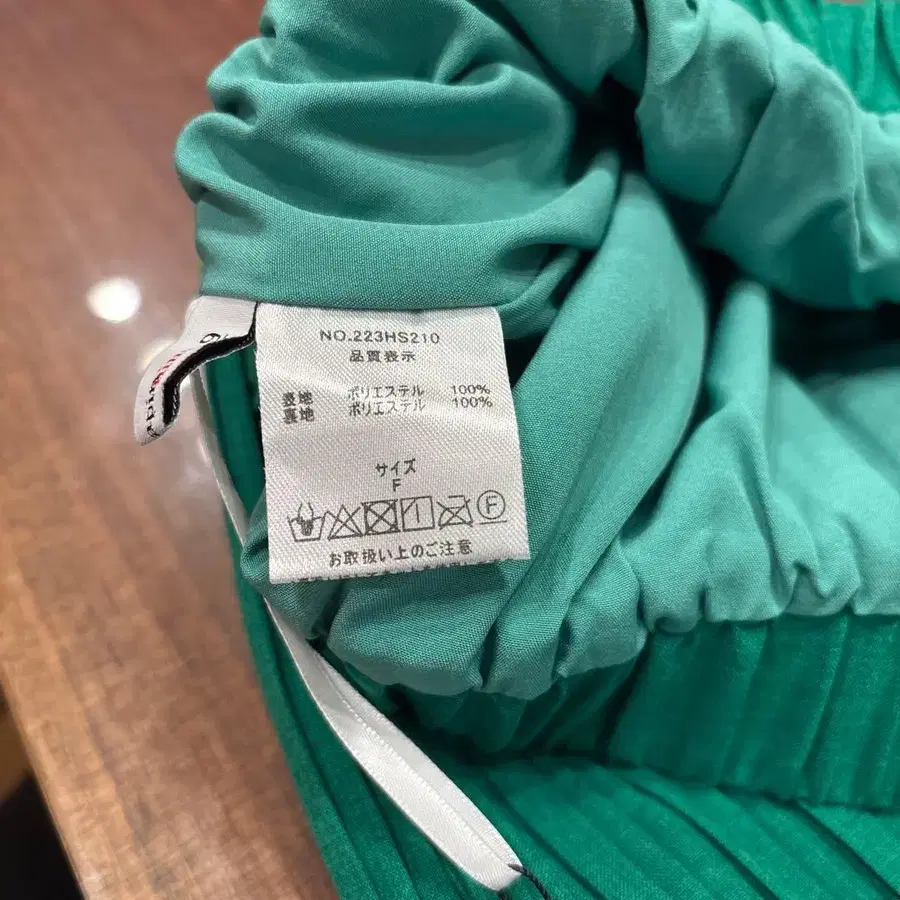 NO.223HS210
品質表示
表地 ポリエステル 100%
裏地 ポリエステル 100%
サイズ
F
F
お取扱い上のご注意